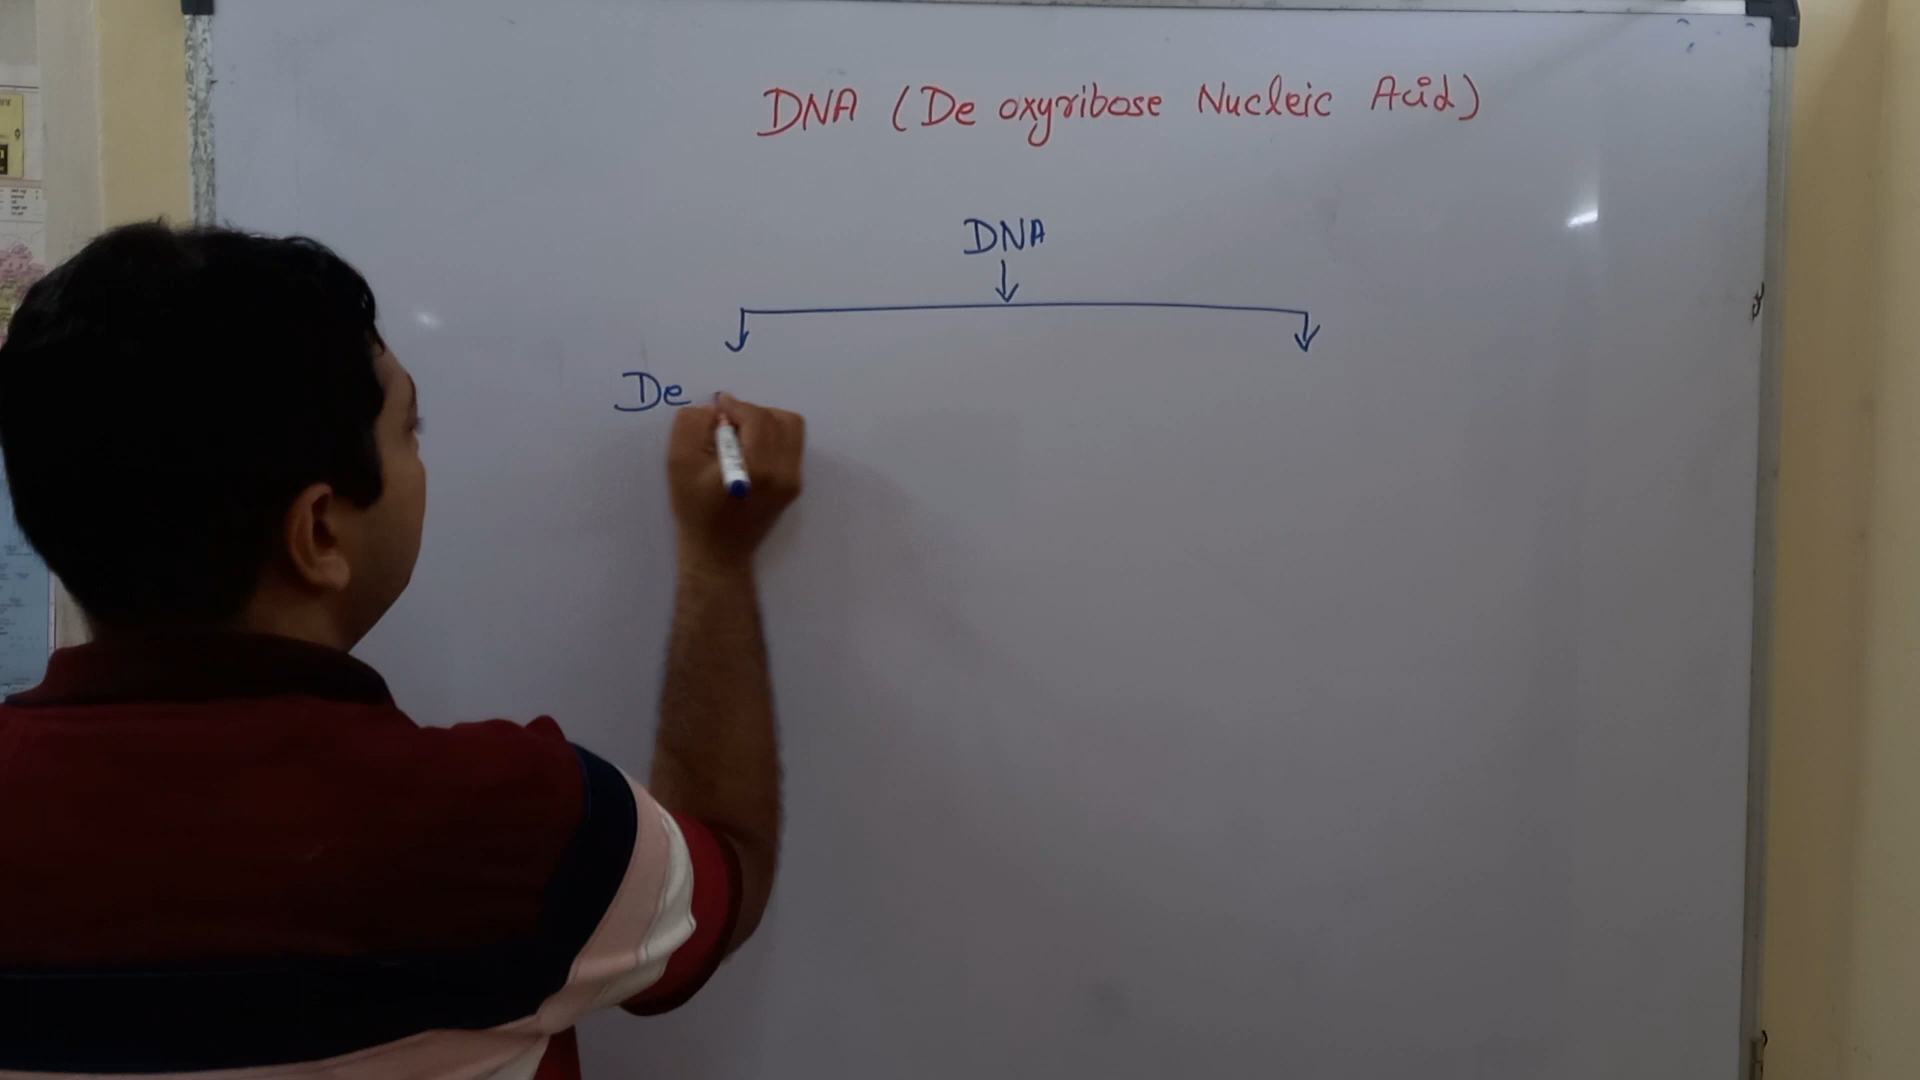 DNA (De oxyribose Nucleic Acid)
DNA
De